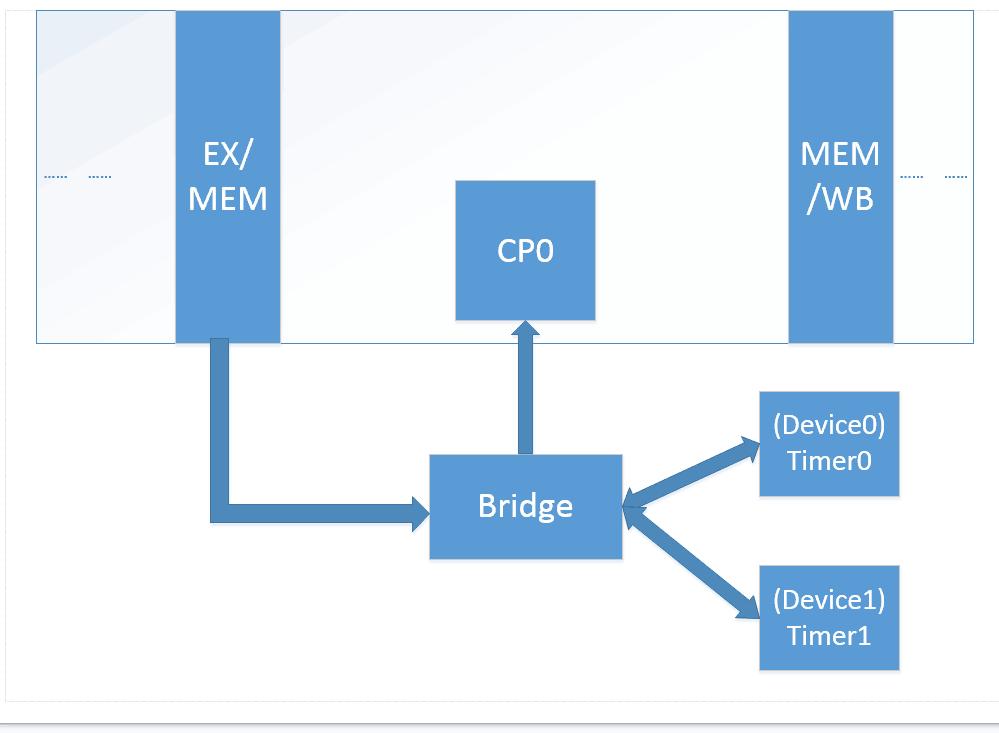 EX/
MEM
MEM
/WB
...... ......
...... ......
CP0
(Device0)
Timer0
Bridge
(Device1)
Timer1